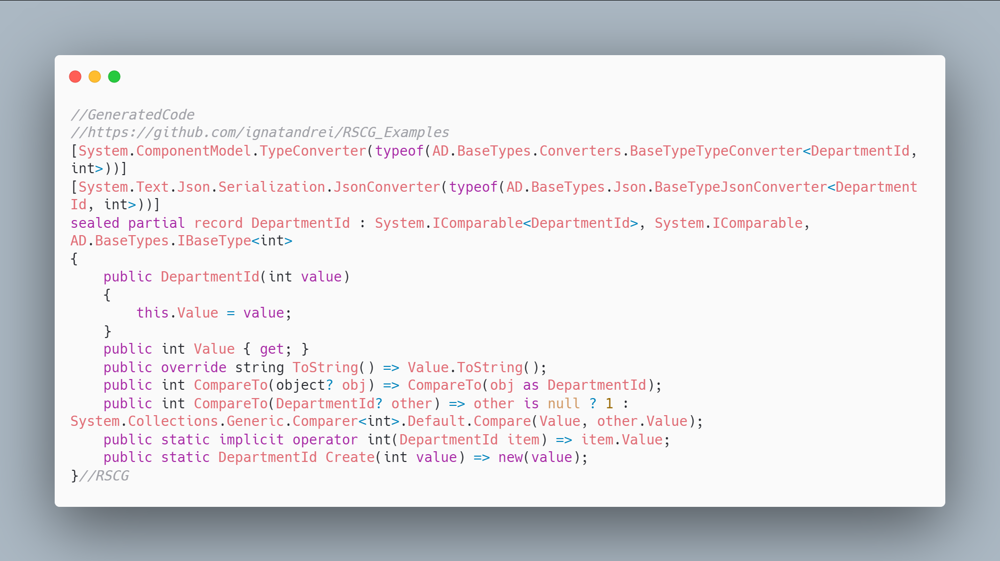 //GeneratedCode
//https://github.com/ignatandrei/RSCG_Examples
[System.ComponentModel.TypeConverter(typeof(AD.BaseTypes.Converters.BaseTypeTypeConverter<DepartmentId,
int>))]
[System.Text.Json.Serialization.JsonConverter(typeof(AD.BaseTypes.Json.BaseTypeJsonConverter<Department
Id, int>))]
sealed partial record DepartmentId : System.IComparable<DepartmentId>, System.IComparable,
AD.BaseTypes.IBaseType<int>
{
    public DepartmentId(int value)
    {
        this.Value = value;
    }
    public int Value { get; }
    public override string ToString() => Value.ToString();
    public int CompareTo(object? obj) => CompareTo(obj as DepartmentId);
    public int CompareTo(DepartmentId? other) => other is null ? 1 :
System.Collections.Generic.Comparer<int>.Default.Compare(Value, other.Value);
    public static implicit operator int(DepartmentId item) => item.Value;
    public static DepartmentId Create(int value) => new(value);
}//RSCG